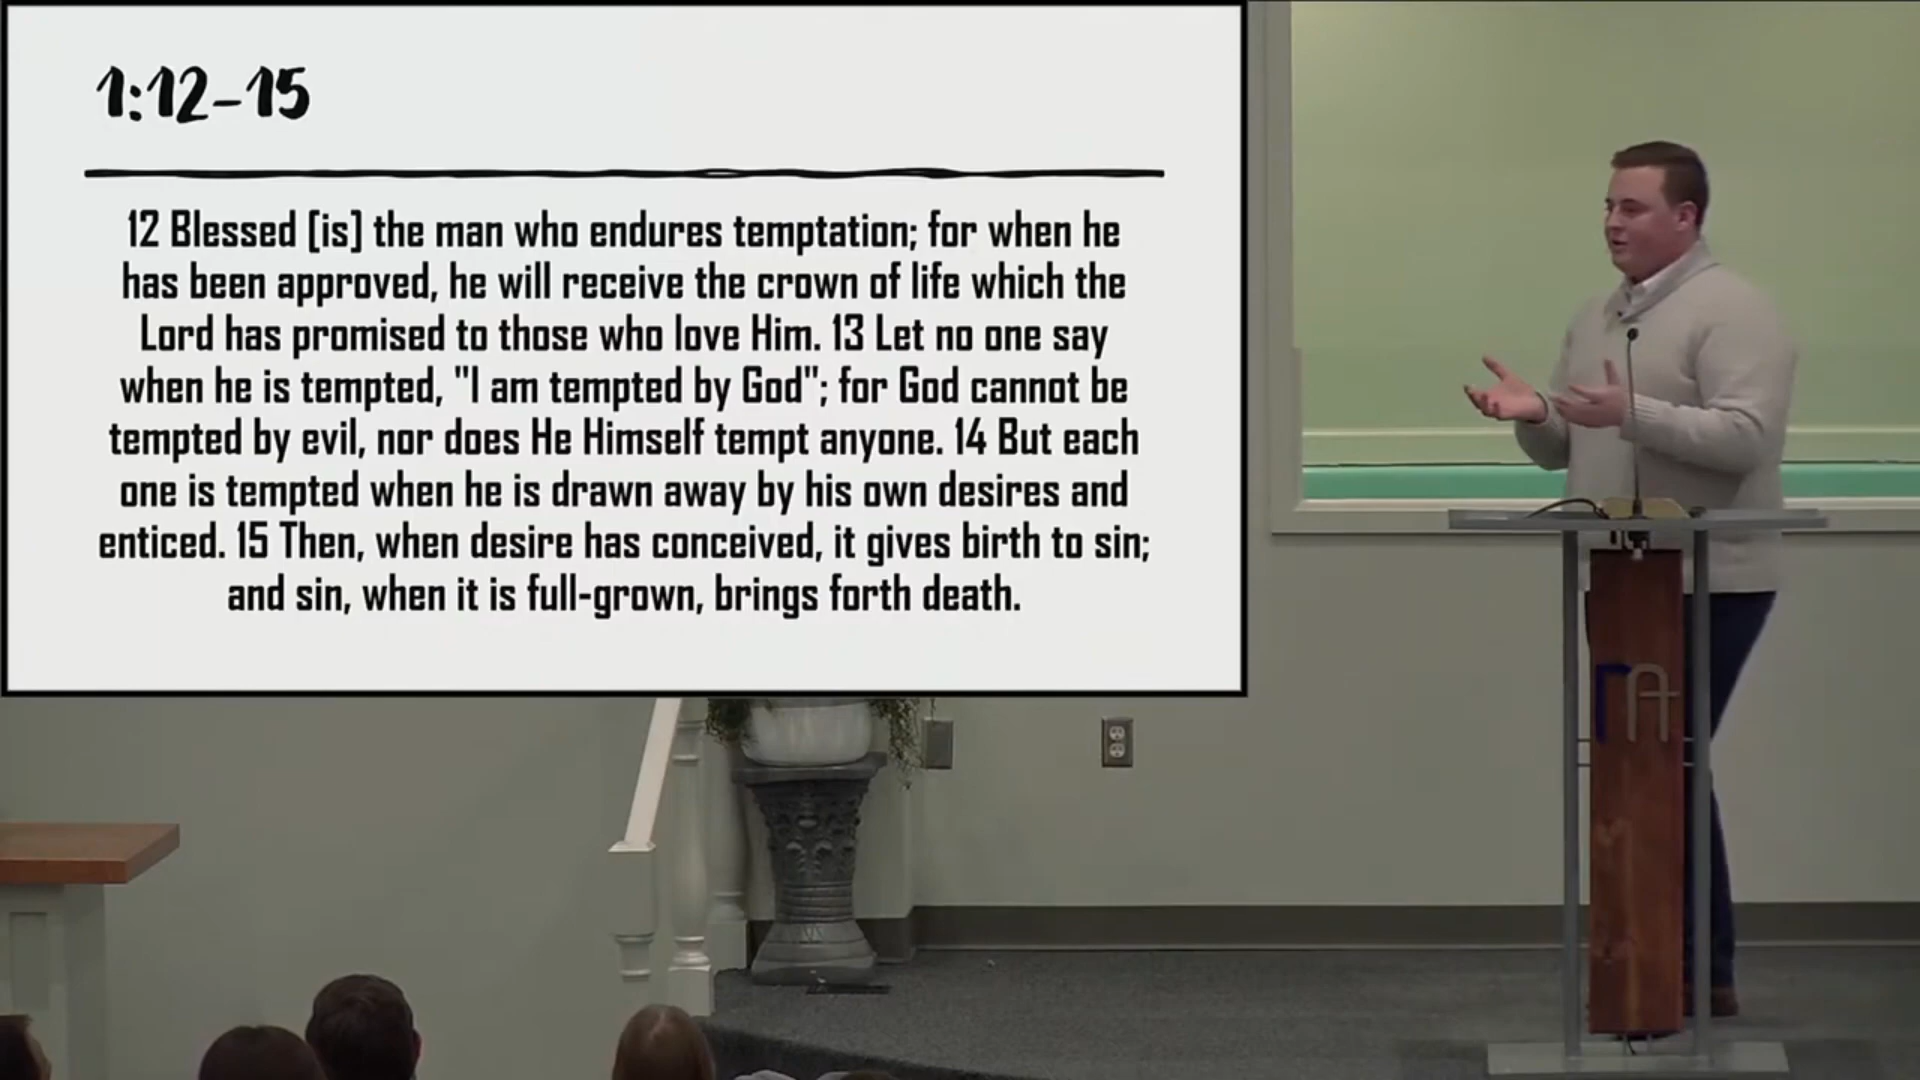 1:12-15
12 Blessed [is] the man who endures temptation; for when he
has been approved, he will receive the crown of life which the
Lord has promised to those who love Him. 13 Let no one say
when he is tempted, "I am tempted by God"; for God cannot be
tempted by evil, nor does He Himself tempt anyone. 14 But each
one is tempted when he is drawn away by his own desires and
enticed. 15 Then, when desire has conceived, it gives birth to sin;
and sin, when it is full-grown, brings forth death.